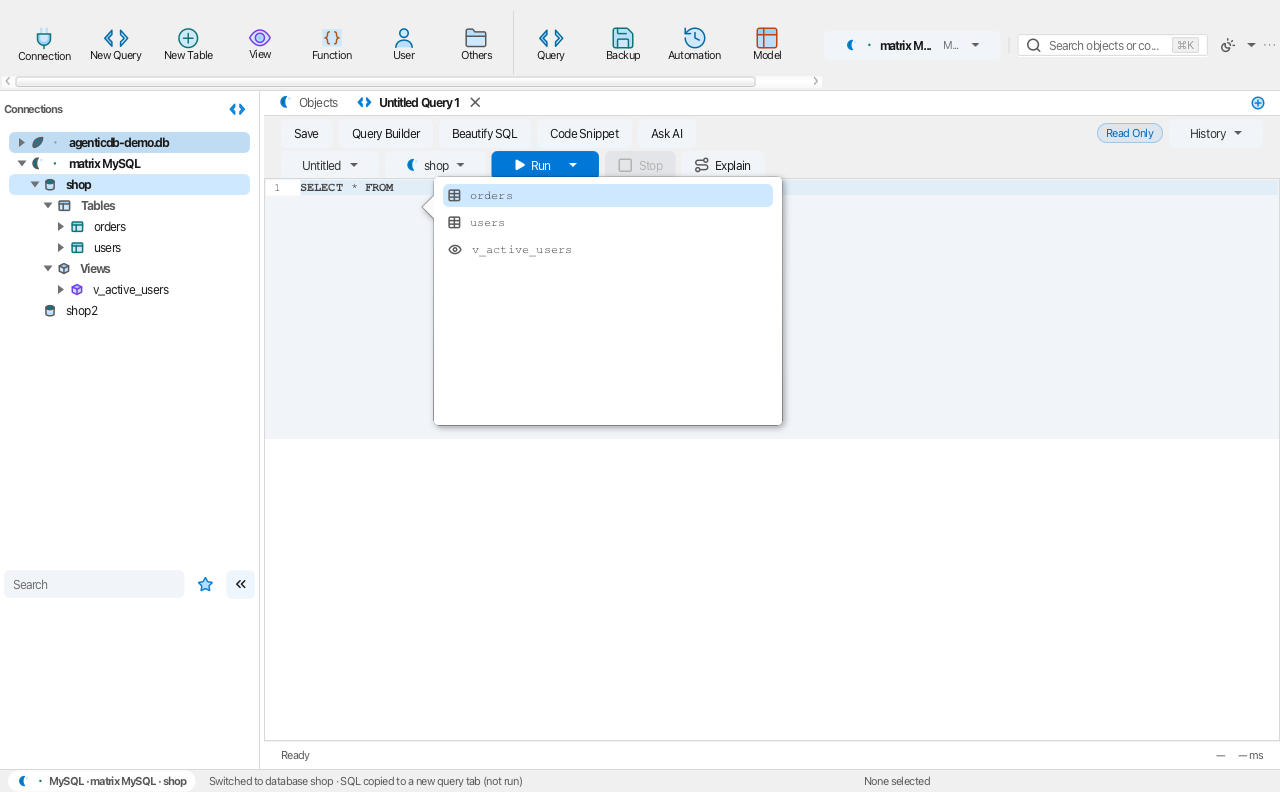 Connection
New Query
New Table
View
Function
User
Others
Query
Backup
Automation
Model
matrix M...
M...
Search objects or co...
⌘K
Connections
Objects
Untitled Query 1
agenticdb-demo.db
matrix MySQL
shop
Tables
orders
users
Views
v_active_users
shop2
Search
Save
Query Builder
Beautify SQL
Code Snippet
Ask AI
Read Only
History
Untitled
shop
Run
Stop
Explain
1
SELECT * FROM
orders
users
v_active_users
Ready
— — ms
MySQL · matrix MySQL · shop
Switched to database shop · SQL copied to a new query tab (not run)
None selected